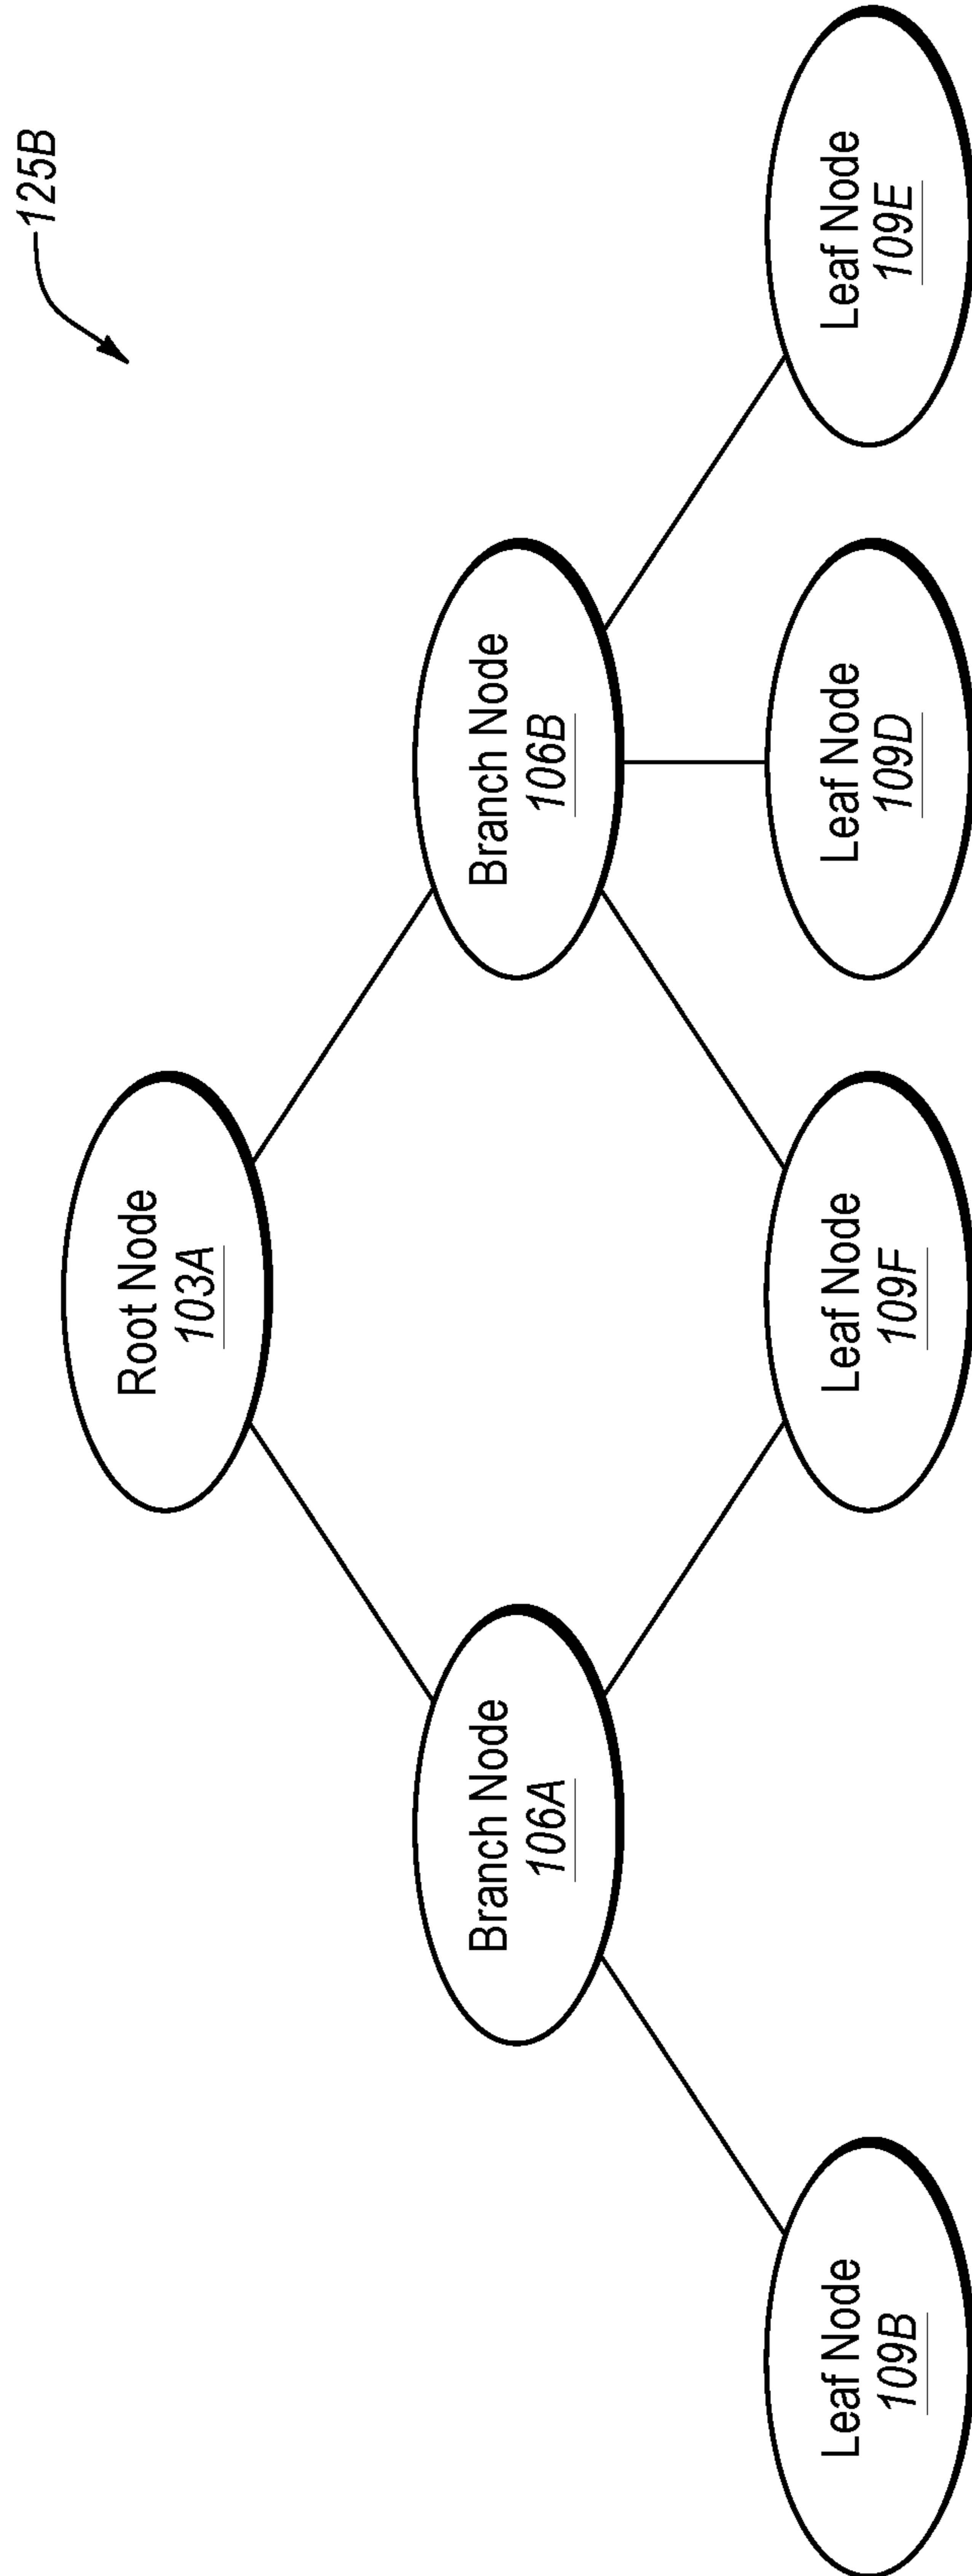 125B
Root Node
103A
Branch Node
106A
Branch Node
106B
Leaf Node
109B
Leaf Node
109F
Leaf Node
109D
Leaf Node
109E